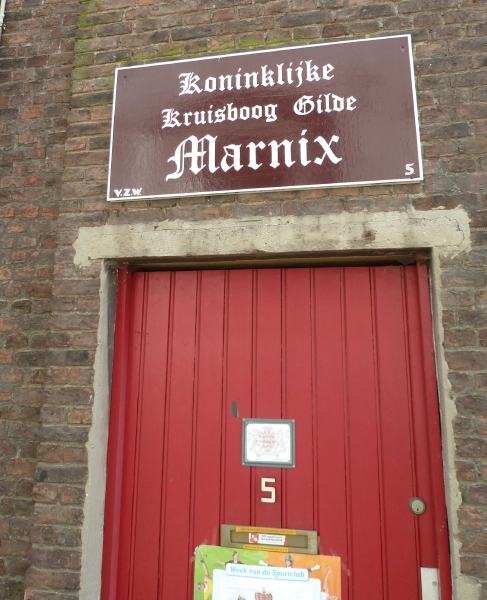 Koninklijke
Kruisboog Gilde
Marnix
V.Z.W.
5
5
Week van de Sportclub